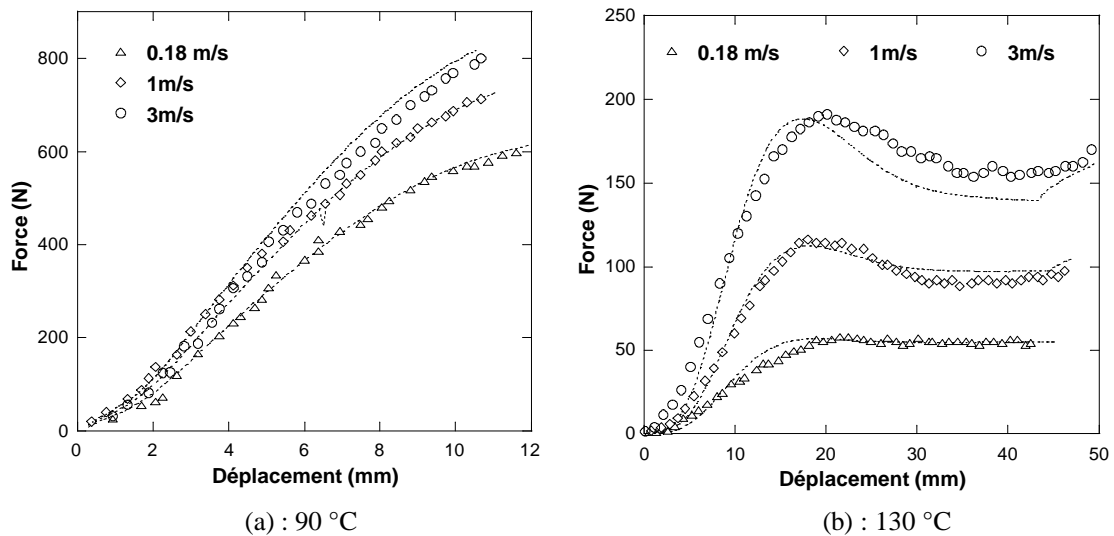 800
600
400
200
0
Force (N)
0 2 4 6 8 10 12
Déplacement (mm)
0.18 m/s
1m/s
3m/s
(a) : 90 °C
250
200
150
100
50
0
Force (N)
0 10 20 30 40 50
Déplacement (mm)
0.18 m/s 1m/s 3m/s
(b) : 130 °C